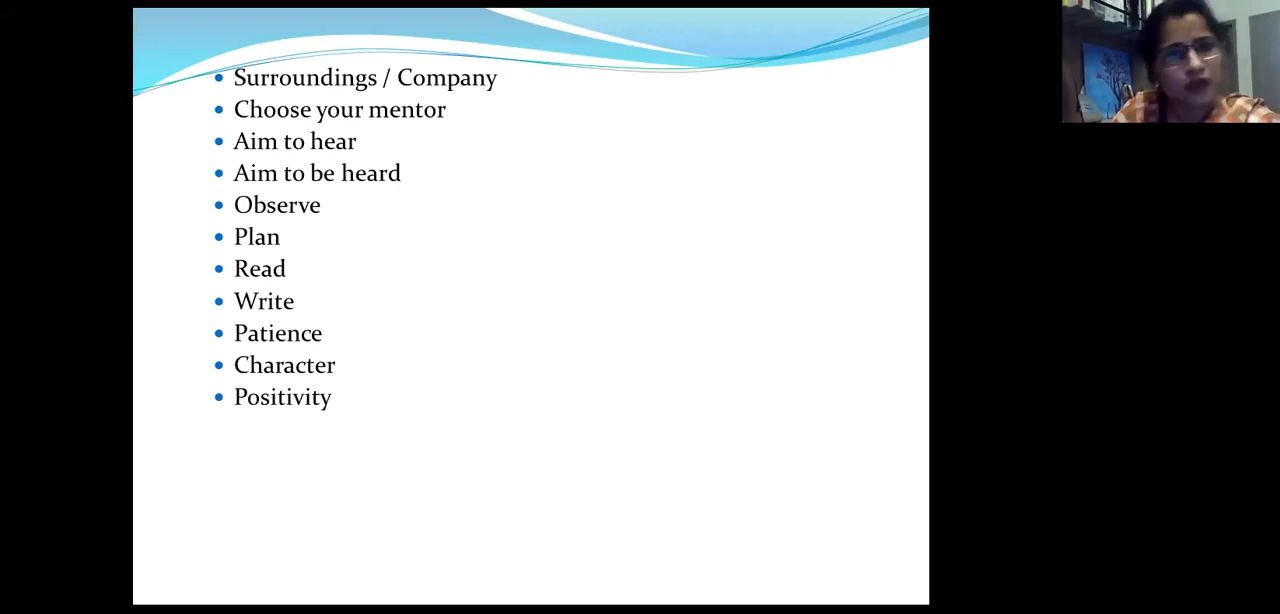 Surroundings / Company
Choose your mentor
Aim to hear
Aim to be heard
Observe
Plan
Read
Write
Patience
Character
Positivity